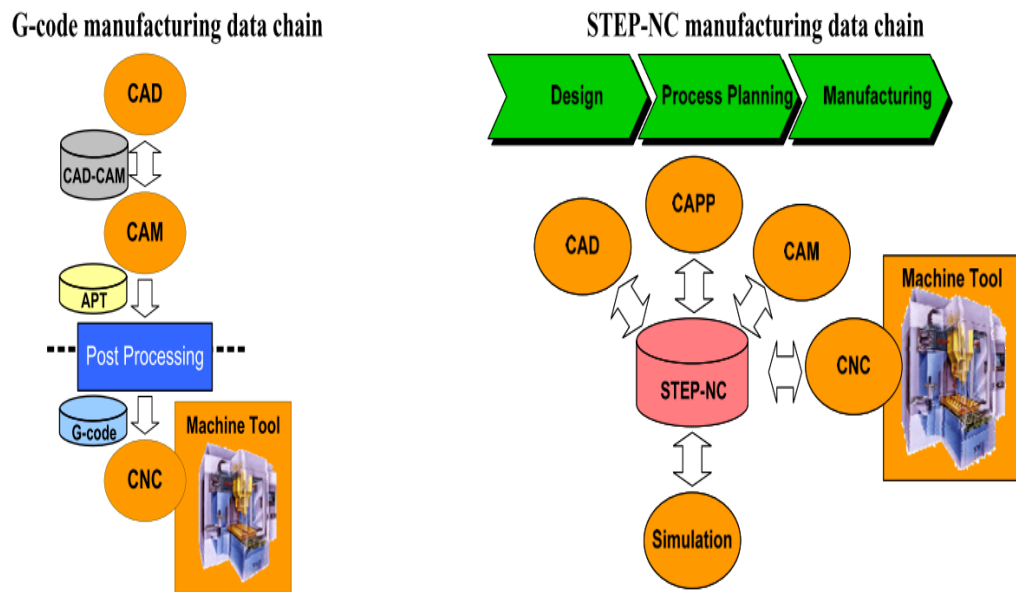 G-code manufacturing data chain
CAD
CAD-CAM
CAM
APT
Post Processing
G-code
Machine Tool
CNC
STEP-NC manufacturing data chain
Design
Process Planning
Manufacturing
CAPP
CAD
CAM
Machine Tool
CNC
STEP-NC
Simulation